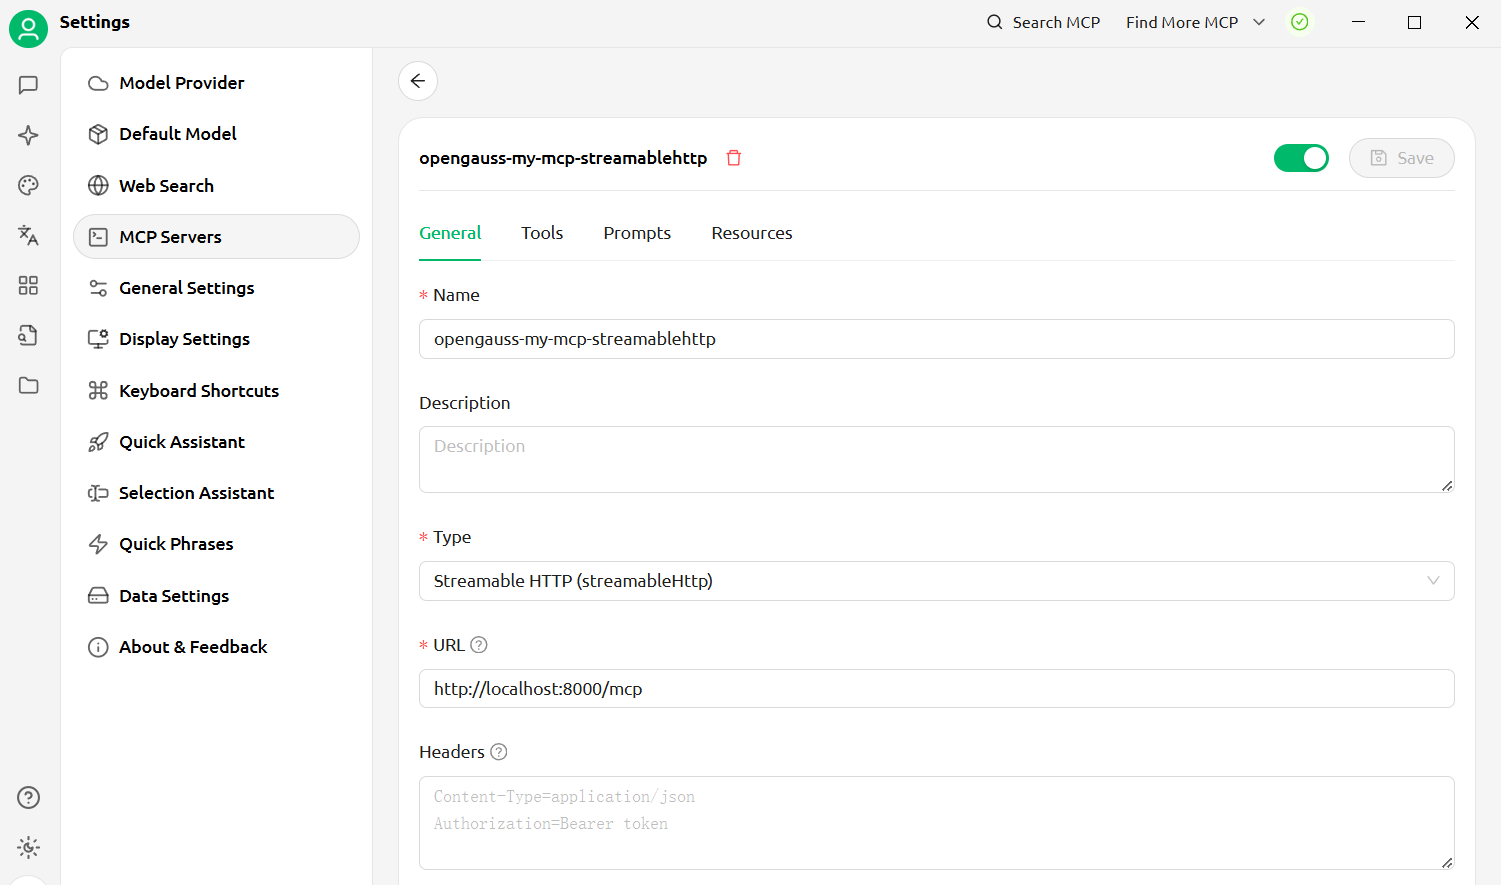 Settings
Search MCP
Find More MCP
Model Provider
Default Model
Web Search
MCP Servers
General Settings
Display Settings
Keyboard Shortcuts
Quick Assistant
Selection Assistant
Quick Phrases
Data Settings
About & Feedback
opengauss-my-mcp-streamablehttp
Save
General
Tools
Prompts
Resources
* Name
opengauss-my-mcp-streamablehttp
Description
Description
* Type
Streamable HTTP (streamableHttp)
* URL
http://localhost:8000/mcp
Headers
Content-Type=application/json
Authorization=Bearer token